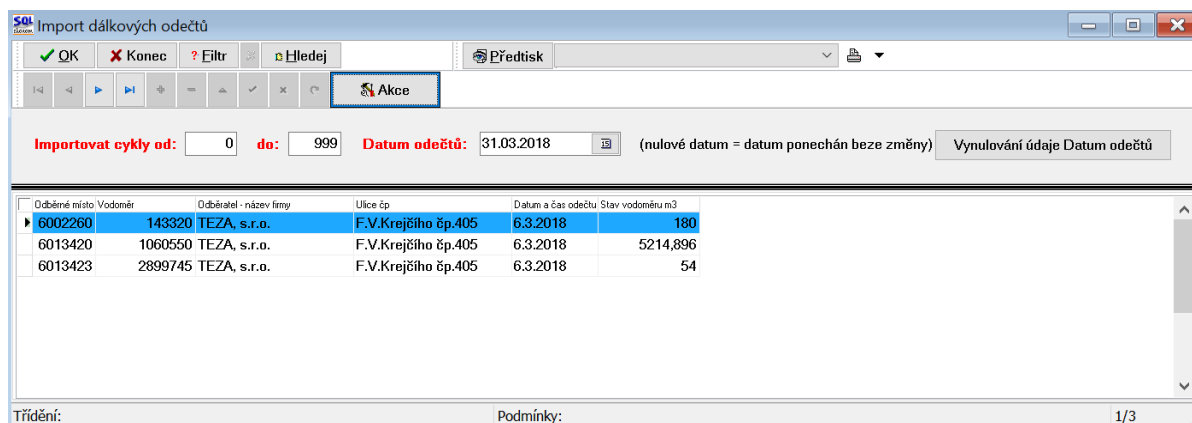 SQL Import dálkových odečtů
OK Konec ? Filtr Hledej Předtisk
Akce
Importovat cykly od: 0 do: 999 Datum odečtů: 31.03.2018 15 (nulové datum = datum ponechán beze změny) Vynulování údaje Datum odečtů
Odběrné místo Vodoměr Odběratel - název firmy Ulice čp Datum a čas odečtu Stav vodoměru m3
6002260 143320 TEZA, s.r.o. F.V.Krejčího čp.405 6.3.2018 180
6013420 1060550 TEZA, s.r.o. F.V.Krejčího čp.405 6.3.2018 5214,896
6013423 2899745 TEZA, s.r.o. F.V.Krejčího čp.405 6.3.2018 54
Třídění: Podmínky: 1/3